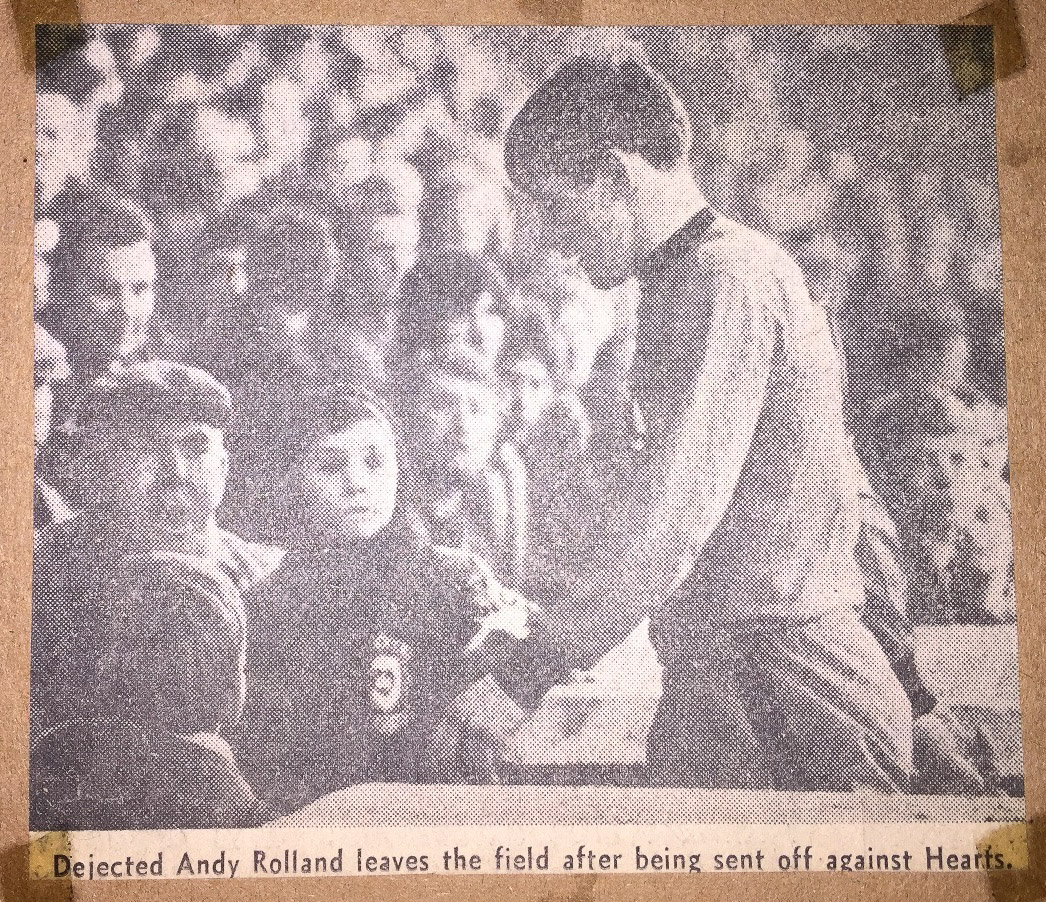 Dejected Andy Rolland leaves the field after being sent off against Hearts.